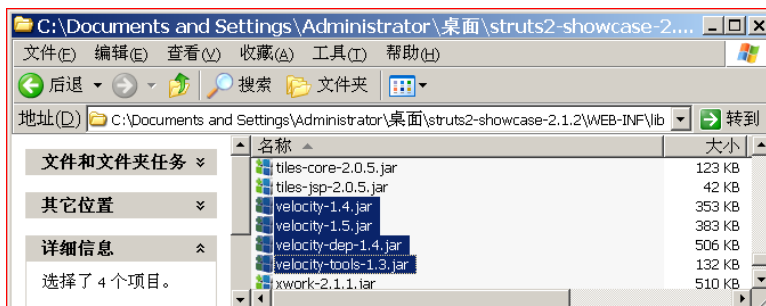 C:\Documents and Settings\Administrator\桌面\struts2-showcase-2....
文件(F) 编辑(E) 查看(V) 收藏(A) 工具(T) 帮助(H)
后退 搜索 文件夹
地址(D) C:\Documents and Settings\Administrator\桌面\struts2-showcase-2.1.2\WEB-INF\lib 转到
名称 大小
文件和文件夹任务
tiles-core-2.0.5.jar 123 KB
tiles-jsp-2.0.5.jar 42 KB
其它位置
velocity-1.4.jar 353 KB
velocity-1.5.jar 383 KB
详细信息
velocity-dep-1.4.jar 506 KB
velocity-tools-1.3.jar 132 KB
选择了 4 个项目。
xwork-2.1.1.jar 510 KB